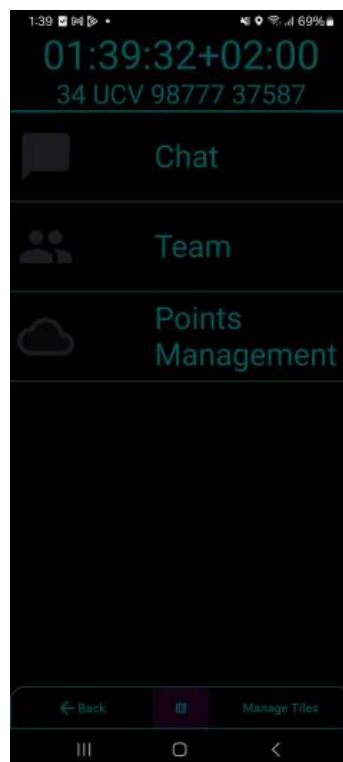 1:39 69%
01:39:32+02:00
34 UCV 98777 37587
Chat
Team
Points
Management
Back Manage Tiles